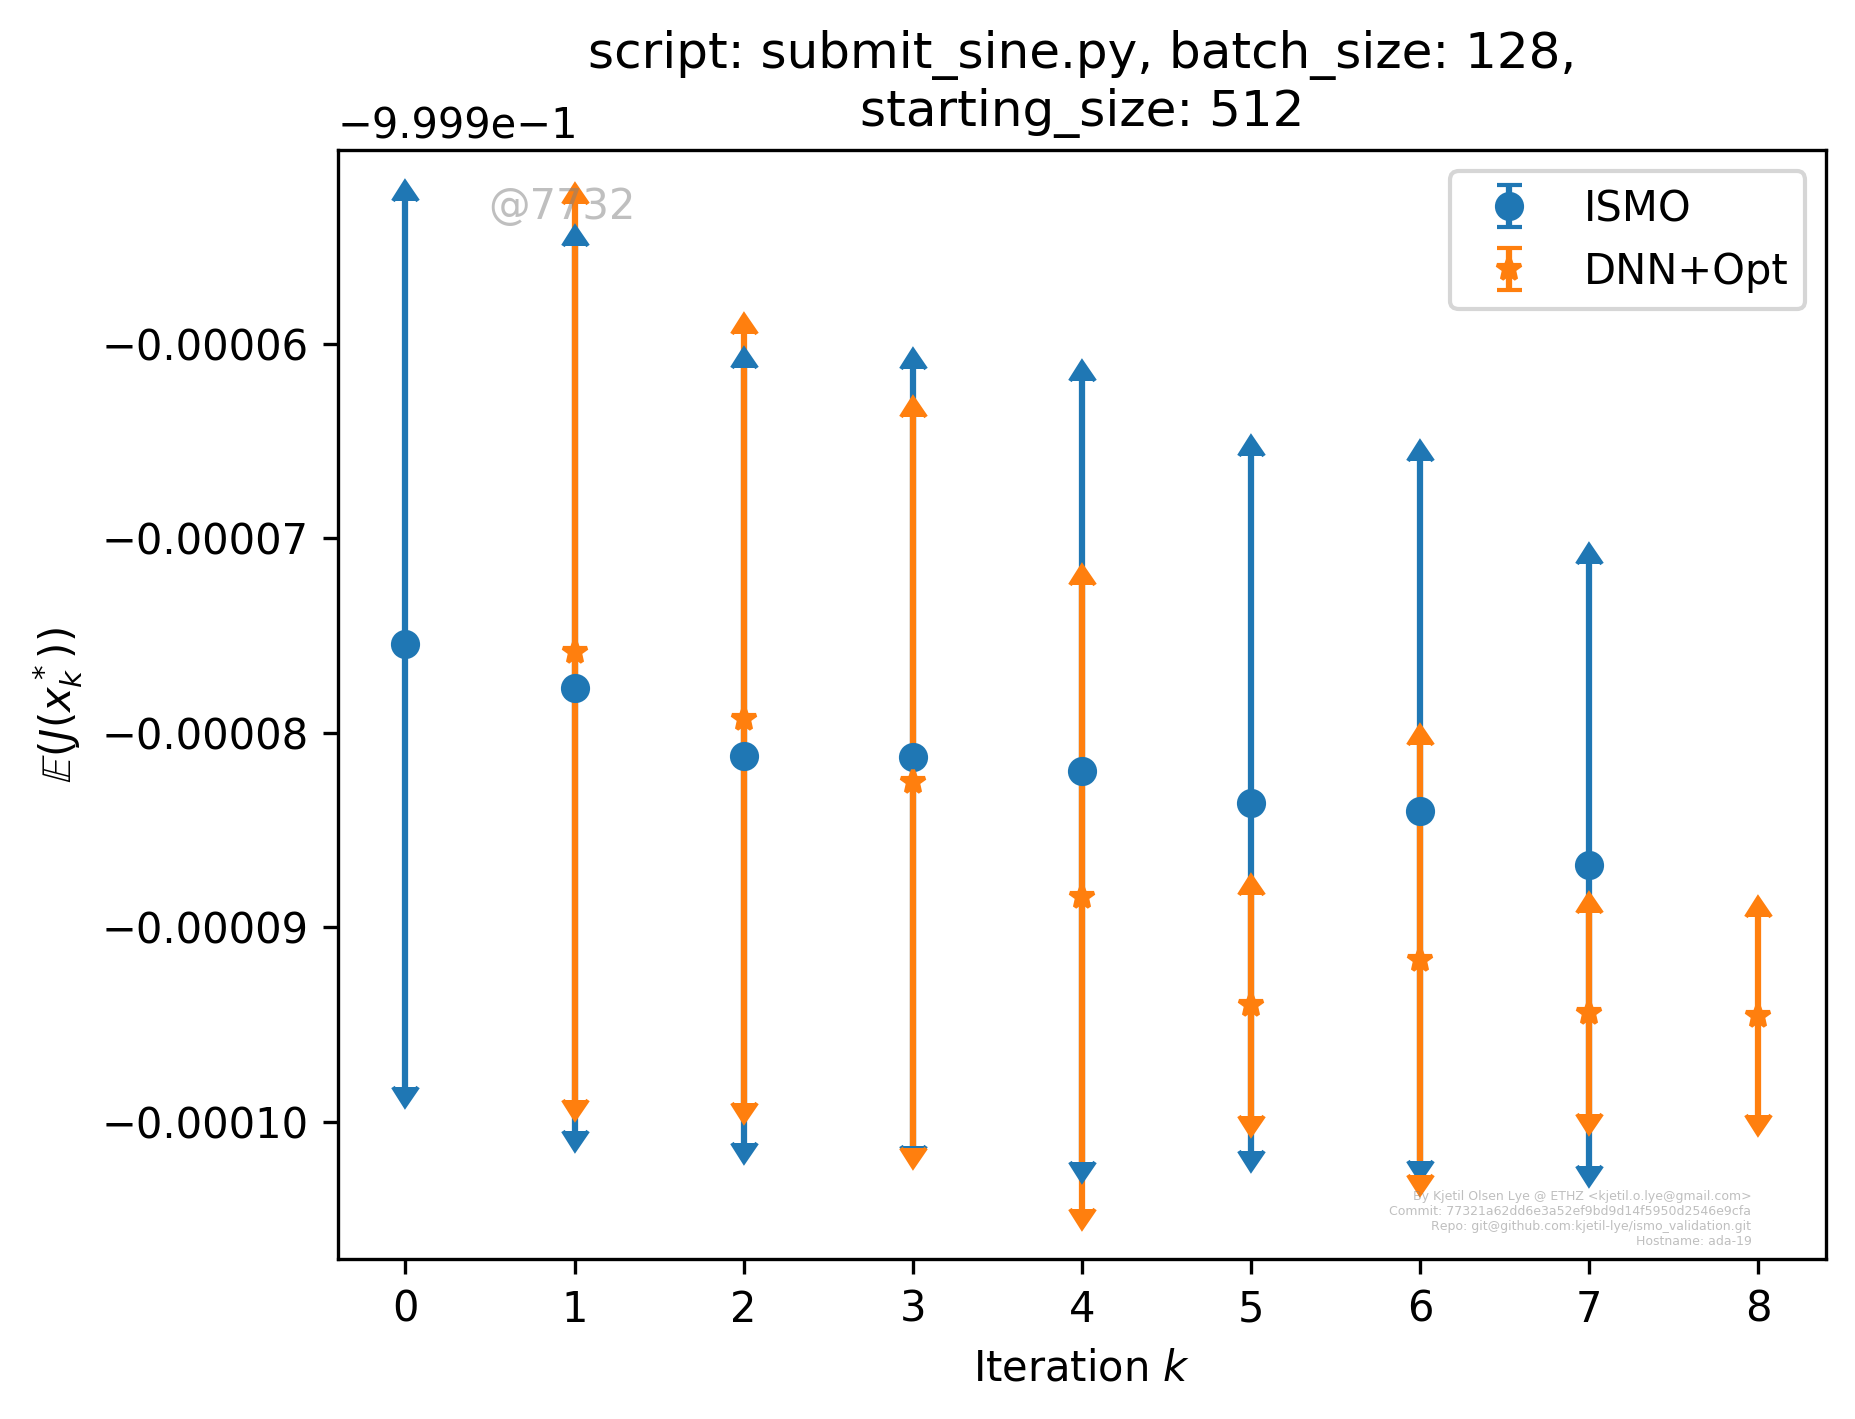 script: submit_sine.py, batch_size: 128,
starting_size: 512
−9.999e−1
@7732
ISMO
DNN+Opt
−0.00006
−0.00007
−0.00008
−0.00009
−0.00010
𝔼(J(x*k))
By Kjetil Olsen Lye @ ETHZ <kjetil.o.lye@gmail.com>
Commit: 77321a62dd6e3a52ef9bd9d14f5950d2546e9cfa
Repo: git@github.com:kjetil-lye/ismo_validation.git
Hostname: ada-19
0 1 2 3 4 5 6 7 8
Iteration k